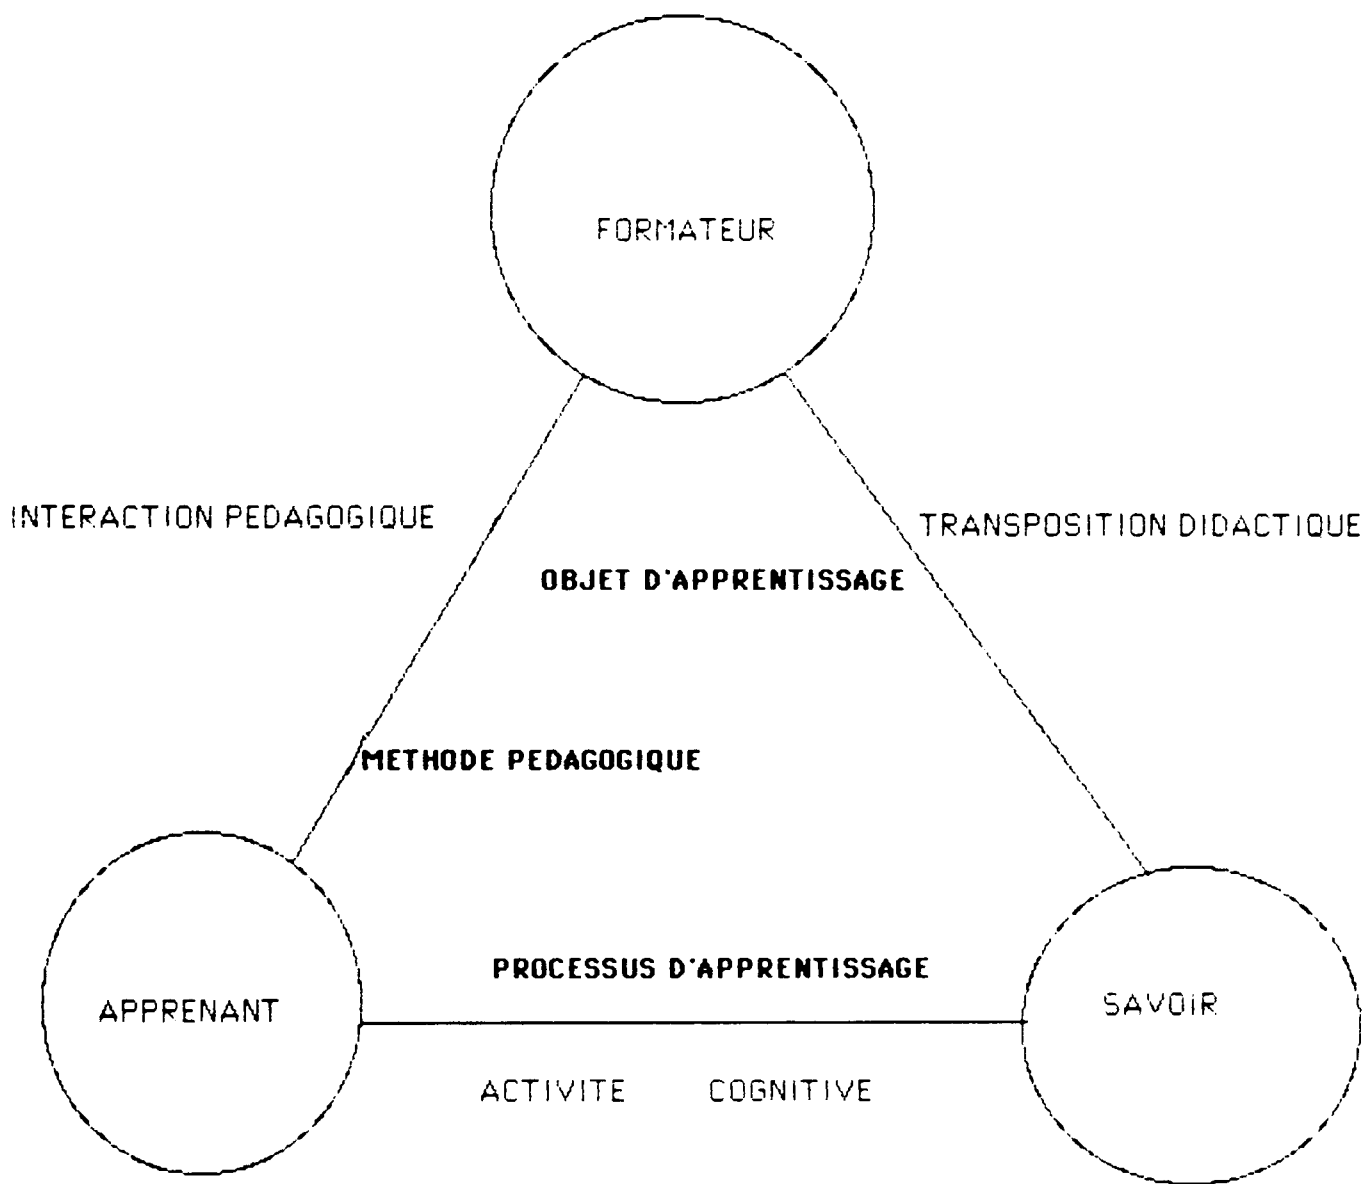 FORMATEUR
INTERACTION PEDAGOGIQUE
TRANSPOSITION DIDACTIQUE
OBJET D'APPRENTISSAGE
METHODE PEDAGOGIQUE
PROCESSUS D'APPRENTISSAGE
APPRENANT
SAVOIR
ACTIVITE COGNITIVE